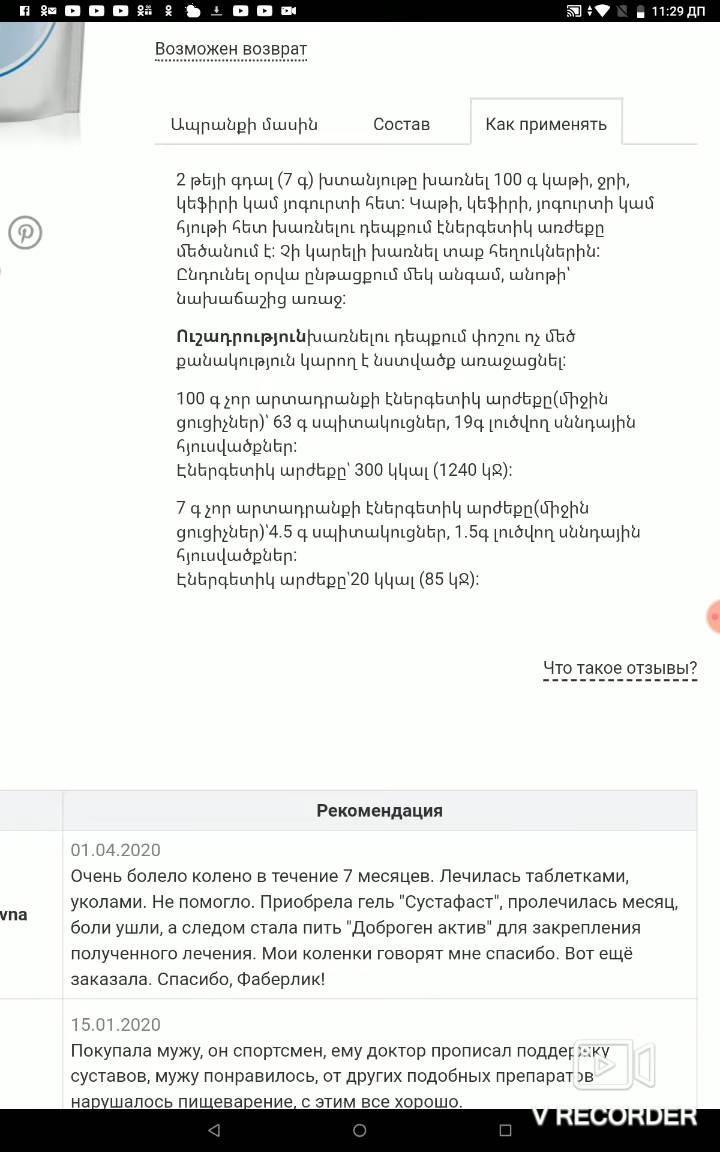 11:29 ДП
Возможен возврат
Ապրանքի մասին
Состав
Как применять
2 թեյի գդալ (7 գ) խտանյութը խառնել 100 գ կաթի, ջրի,
կեֆիրի կամ յոգուրտի հետ: Կաթի, կեֆիրի, յոգուրտի կամ
հյութի հետ խառնելու դեպքում էներգետիկ առժեքը
մեծանում է: Չի կարելի խառնել տաք հեղուկներին:
Ընդունել օրվա ընթացքում մեկ անգամ, անոթի՝
նախաճաշից առաջ:
Ուշադրությունխառնելու դեպքում փոշու ոչ մեծ
քանակություն կարող է նստվածք առաջացնել:
100 գ չոր արտադրանքի էներգետիկ արժեքը(միջին
ցուցիչներ)՝ 63 գ սպիտակուցներ, 19գ լուծվող սննդային
հյուսվածքներ:
Էներգետիկ արժեքը՝ 300 կկալ (1240 կՋ):
7 գ չոր արտադրանքի էներգետիկ արժեքը(միջին
ցուցիչներ)՝4.5 գ սպիտակուցներ, 1.5գ լուծվող սննդային
հյուսվածքներ:
Էներգետիկ արժեքը՝20 կկալ (85 կՋ):
Что такое отзывы?
Рекомендация
01.04.2020
Очень болело колено в течение 7 месяцев. Лечилась таблетками,
уколами. Не помогло. Приобрела гель "Сустафаст", пролечилась месяц,
vna
боли ушли, а следом стала пить "Доброген актив" для закрепления
полученного лечения. Мои коленки говорят мне спасибо. Вот ещё
заказала. Спасибо, Фаберлик!
15.01.2020
Покупала мужу, он спортсмен, ему доктор прописал поддержку
суставов, мужу понравилось, от других подобных препаратов
нарушалось пищеварение, с этим все хорошо.
V RECORDER